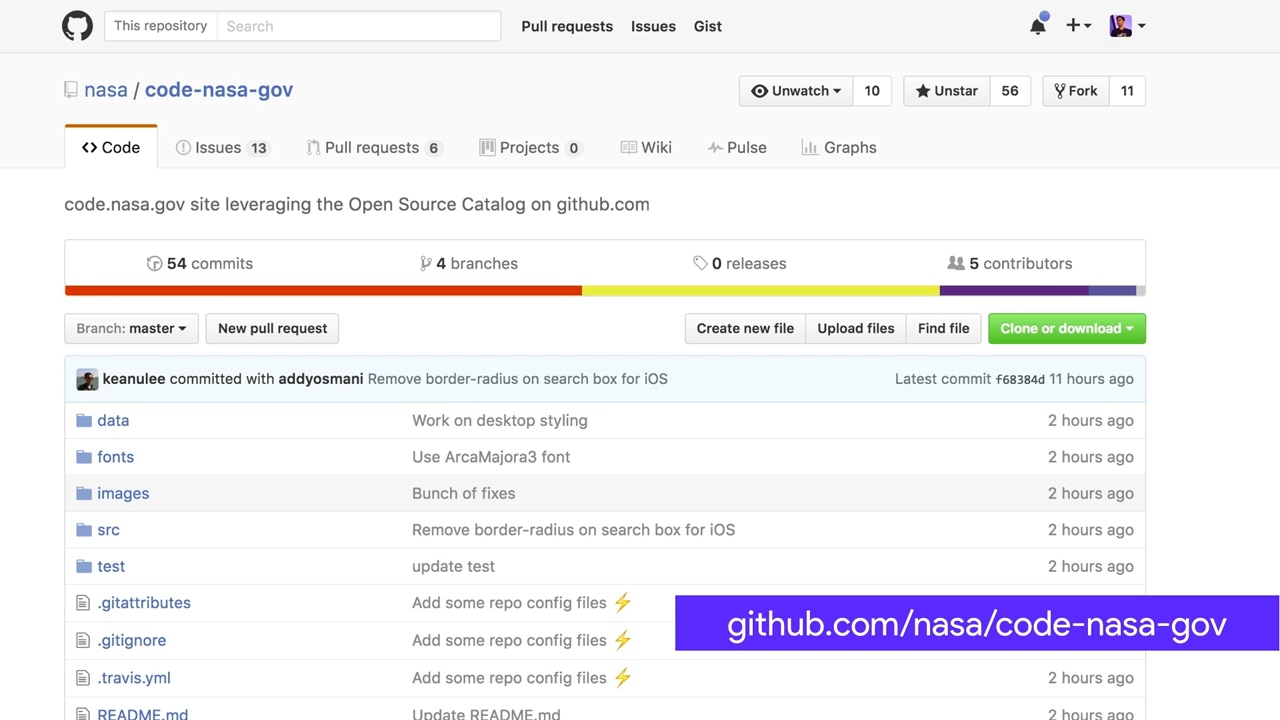 This repository Search Pull requests Issues Gist
nasa / code-nasa-gov Unwatch 10 Unstar 56 Fork 11
Code Issues 13 Pull requests 6 Projects 0 Wiki Pulse Graphs
code.nasa.gov site leveraging the Open Source Catalog on github.com
54 commits 4 branches 0 releases 5 contributors
Branch: master New pull request Create new file Upload files Find file Clone or download
keanulee committed with addyosmani Remove border-radius on search box for iOS Latest commit f68384d 11 hours ago
data Work on desktop styling 2 hours ago
fonts Use ArcaMajora3 font 2 hours ago
images Bunch of fixes 2 hours ago
src Remove border-radius on search box for iOS 2 hours ago
test update test 2 hours ago
.gitattributes Add some repo config files ⚡
.gitignore Add some repo config files ⚡ github.com/nasa/code-nasa-gov
.travis.yml Add some repo config files ⚡ 2 hours ago
README.md Update README.md 2 hours ago